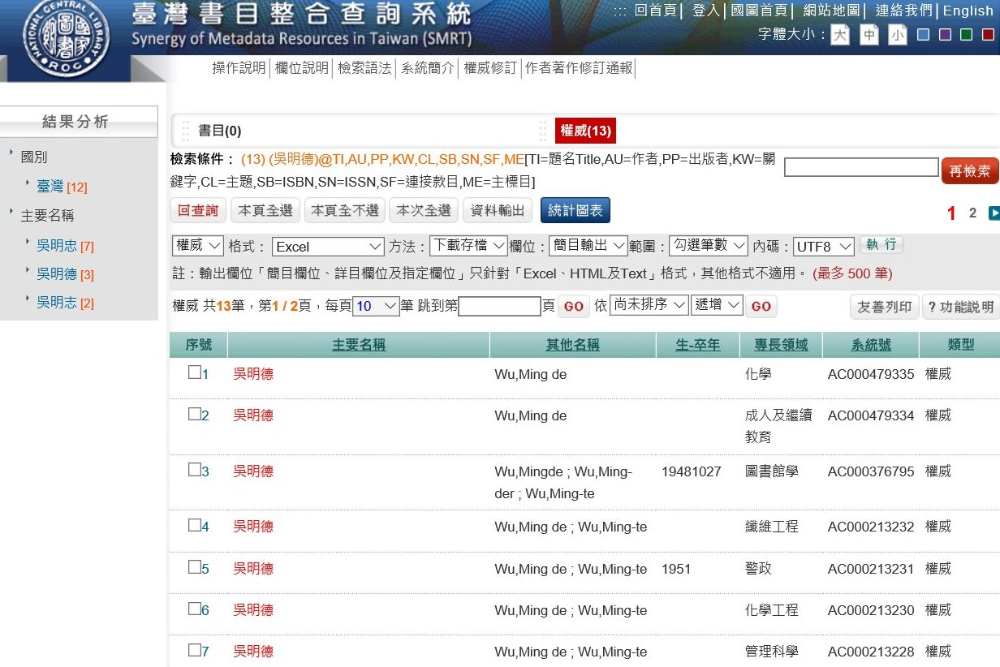 NATIONAL CENTRAL LIBRARY
R.O.C
臺灣書目整合查詢系統
Synergy of Metadata Resources in Taiwan (SMRT)
::: 回首頁| 登入| 國圖首頁| 網站地圖| 連絡我們| English
字體大小：大 中 小
操作說明| 欄位說明| 檢索語法| 系統簡介| 權威修訂| 作者著作修訂通報|
結果分析
國別
臺灣 [12]
主要名稱
吳明忠 [7]
吳明德 [3]
吳明志 [2]
書目(0)
權威(13)
檢索條件： (13) (吳明德)@TI,AU,PP,KW,CL,SB,SN,SF,ME[TI=題名Title,AU=作者,PP=出版者,KW=關
鍵字,CL=主題,SB=ISBN,SN=ISSN,SF=連接款目,ME=主標目]
再檢索
回查詢 本頁全選 本頁全不選 本次全選 資料輸出 統計圖表
1 2
權威 格式： Excel 方法： 下載存檔 欄位： 簡目輸出 範圍： 勾選筆數 內碼： UTF8 執行
註：輸出欄位「簡目欄位、詳目欄位及指定欄位」只針對「Excel、HTML及Text」格式，其他格式不適用。 (最多 500 筆)
權威 共13筆，第1 / 2頁，每頁 10 筆 跳到第 頁 GO 依 尚未排序 遞增 GO
友善列印 ?功能說明
序號 主要名稱 其他名稱 生-卒年 專長領域 系統號 類型
1 吳明德 Wu,Ming de 化學 AC000479335 權威
2 吳明德 Wu,Ming de 成人及繼續 AC000479334 權威
教育
3 吳明德 Wu,Mingde ; Wu,Ming- 19481027 圖書館學 AC000376795 權威
der ; Wu,Ming-te
4 吳明德 Wu,Ming de ; Wu,Ming-te 纖維工程 AC000213232 權威
5 吳明德 Wu,Ming de ; Wu,Ming-te 1951 警政 AC000213231 權威
6 吳明德 Wu,Ming de ; Wu,Ming-te 化學工程 AC000213230 權威
7 吳明德 Wu,Ming de ; Wu,Ming-te 管理科學 AC000213228 權威